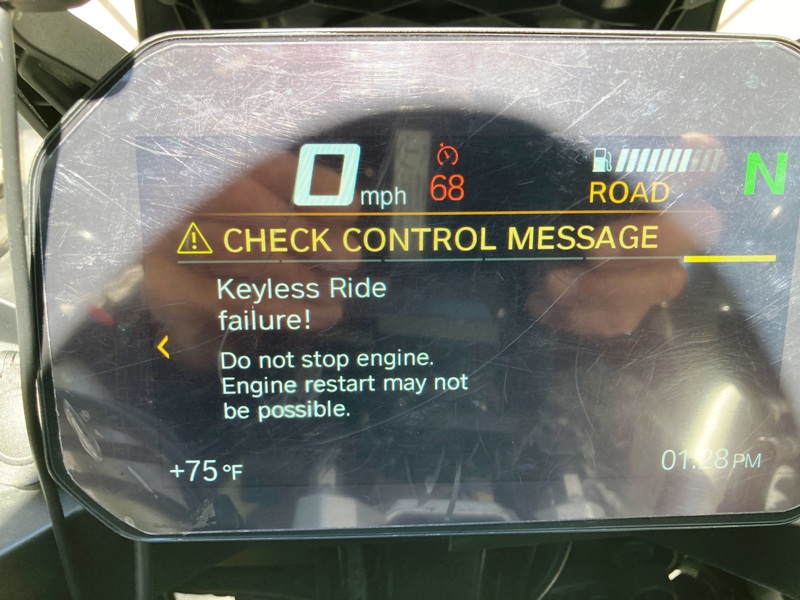 0 mph 68 ROAD N
CHECK CONTROL MESSAGE
Keyless Ride
failure!
Do not stop engine.
Engine restart may not
be possible.
+75 °F 01:28 PM